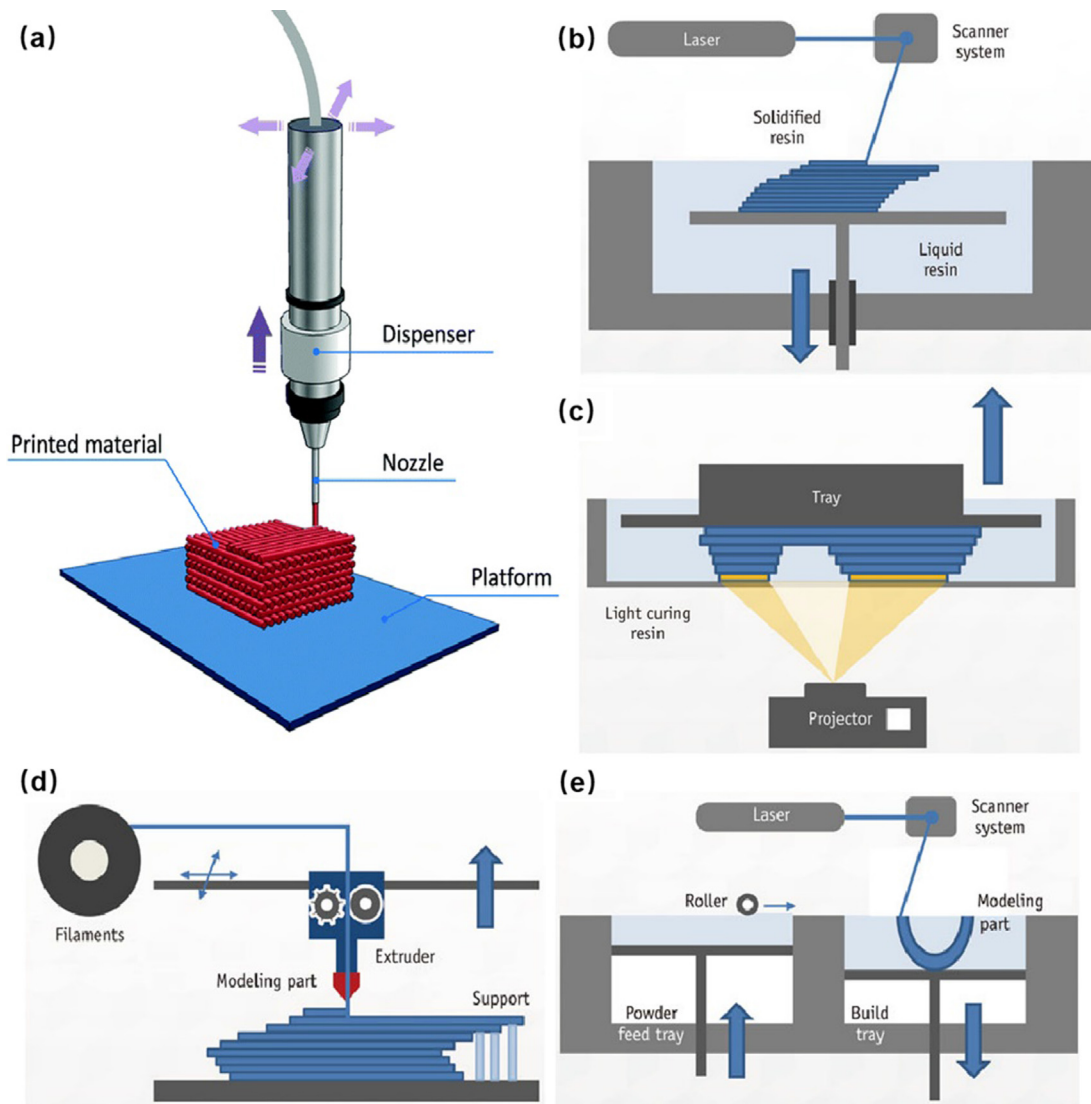 (a)
Dispenser
Printed material
Nozzle
Platform
(b)
Laser
Scanner
system
Solidified
resin
Liquid
resin
(c)
Tray
Light curing
resin
Projector
(d)
Filaments
Extruder
Modeling part
Support
(e)
Laser
Scanner
system
Roller
Modeling
part
Powder
feed tray
Build
tray